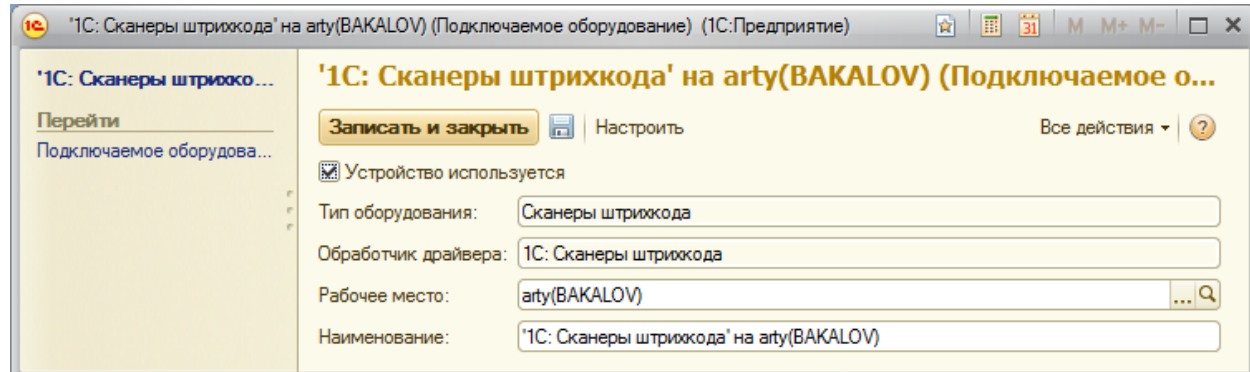 '1С: Сканеры штрихкода' на arty(BAKALOV) (Подключаемое оборудование) (1С:Предприятие)
31 M M+ M-
'1С: Сканеры штрихко...
Перейти
Подключаемое оборудова...
'1С: Сканеры штрихкода' на arty(BAKALOV) (Подключаемое о...
Записать и закрыть Настроить Все действия ?
Устройство используется
Тип оборудования: Сканеры штрихкода
Обработчик драйвера: 1С: Сканеры штрихкода
Рабочее место: arty(BAKALOV) ...
Наименование: '1С: Сканеры штрихкода' на arty(BAKALOV)